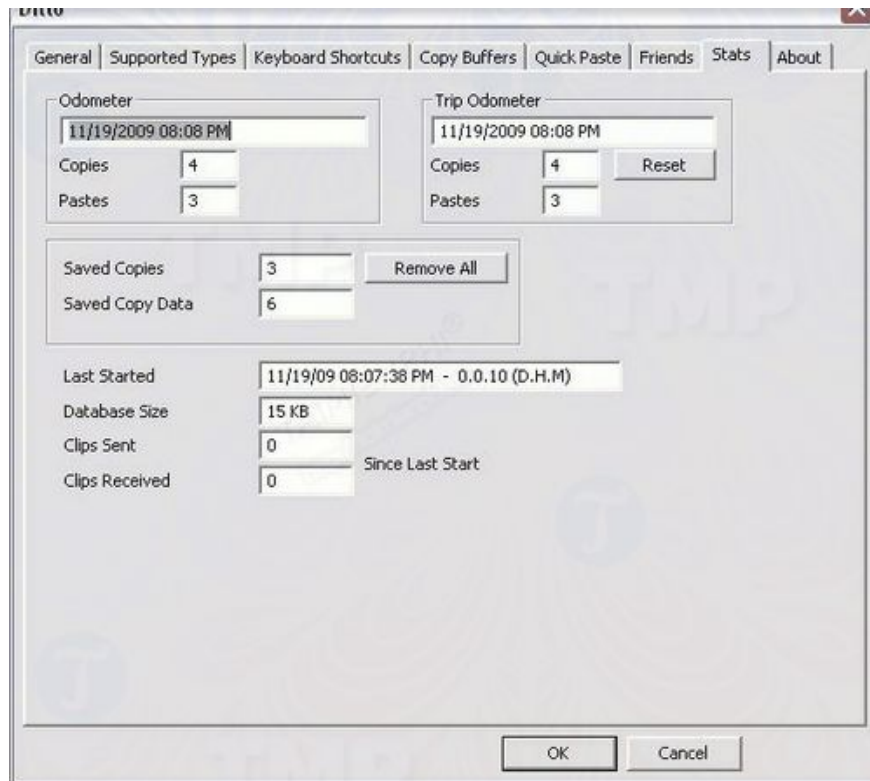 Ditto
General Supported Types Keyboard Shortcuts Copy Buffers Quick Paste Friends Stats About
Odometer
11/19/2009 08:08 PM
Copies 4
Pastes 3
Trip Odometer
11/19/2009 08:08 PM
Copies 4 Reset
Pastes 3
Saved Copies 3 Remove All
Saved Copy Data 6
Last Started 11/19/09 08:07:38 PM - 0.0.10 (D.H.M)
Database Size 15 KB
Clips Sent 0
Since Last Start
Clips Received 0
TMP
TMP
TMP
OK Cancel